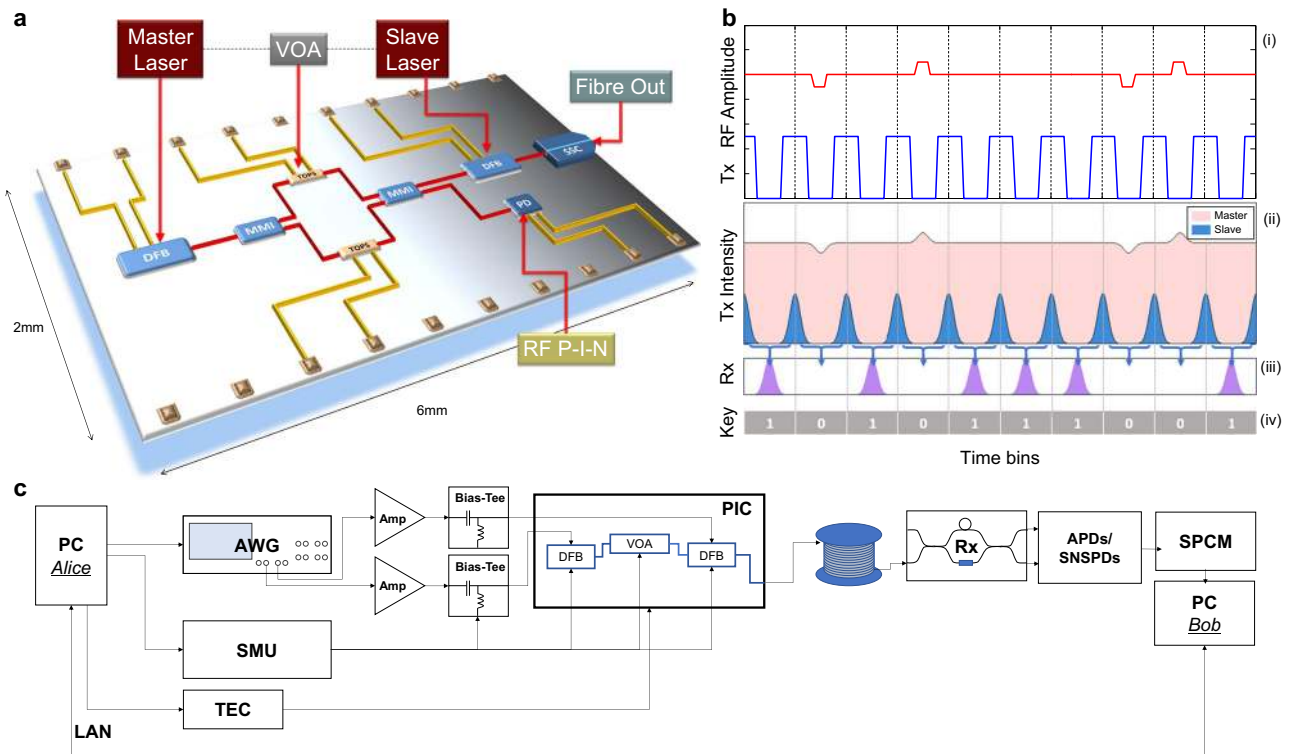 a
Master
Laser
VOA
Slave
Laser
Fibre Out
DFB
MMI
TOPS
TOPS
MMI
DFB
SSC
PD
RF P-I-N
2mm
6mm
b
Tx RF Amplitude
(i)
Tx Intensity
Master
Slave
(ii)
Rx
(iii)
Key
1 0 1 0 1 1 1 0 0 1
(iv)
Time bins
c
PC
Alice
AWG
SMU
TEC
LAN
Amp
Amp
Bias-Tee
Bias-Tee
PIC
DFB
VOA
DFB
Rx
APDs/
SNSPDs
SPCM
PC
Bob